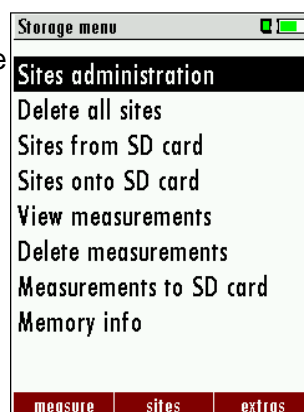 Storage menu
e
Sites administration
Delete all sites
Sites from SD card
Sites onto SD card
View measurements
Delete measurements
Measurements to SD card
Memory info
measure sites extras